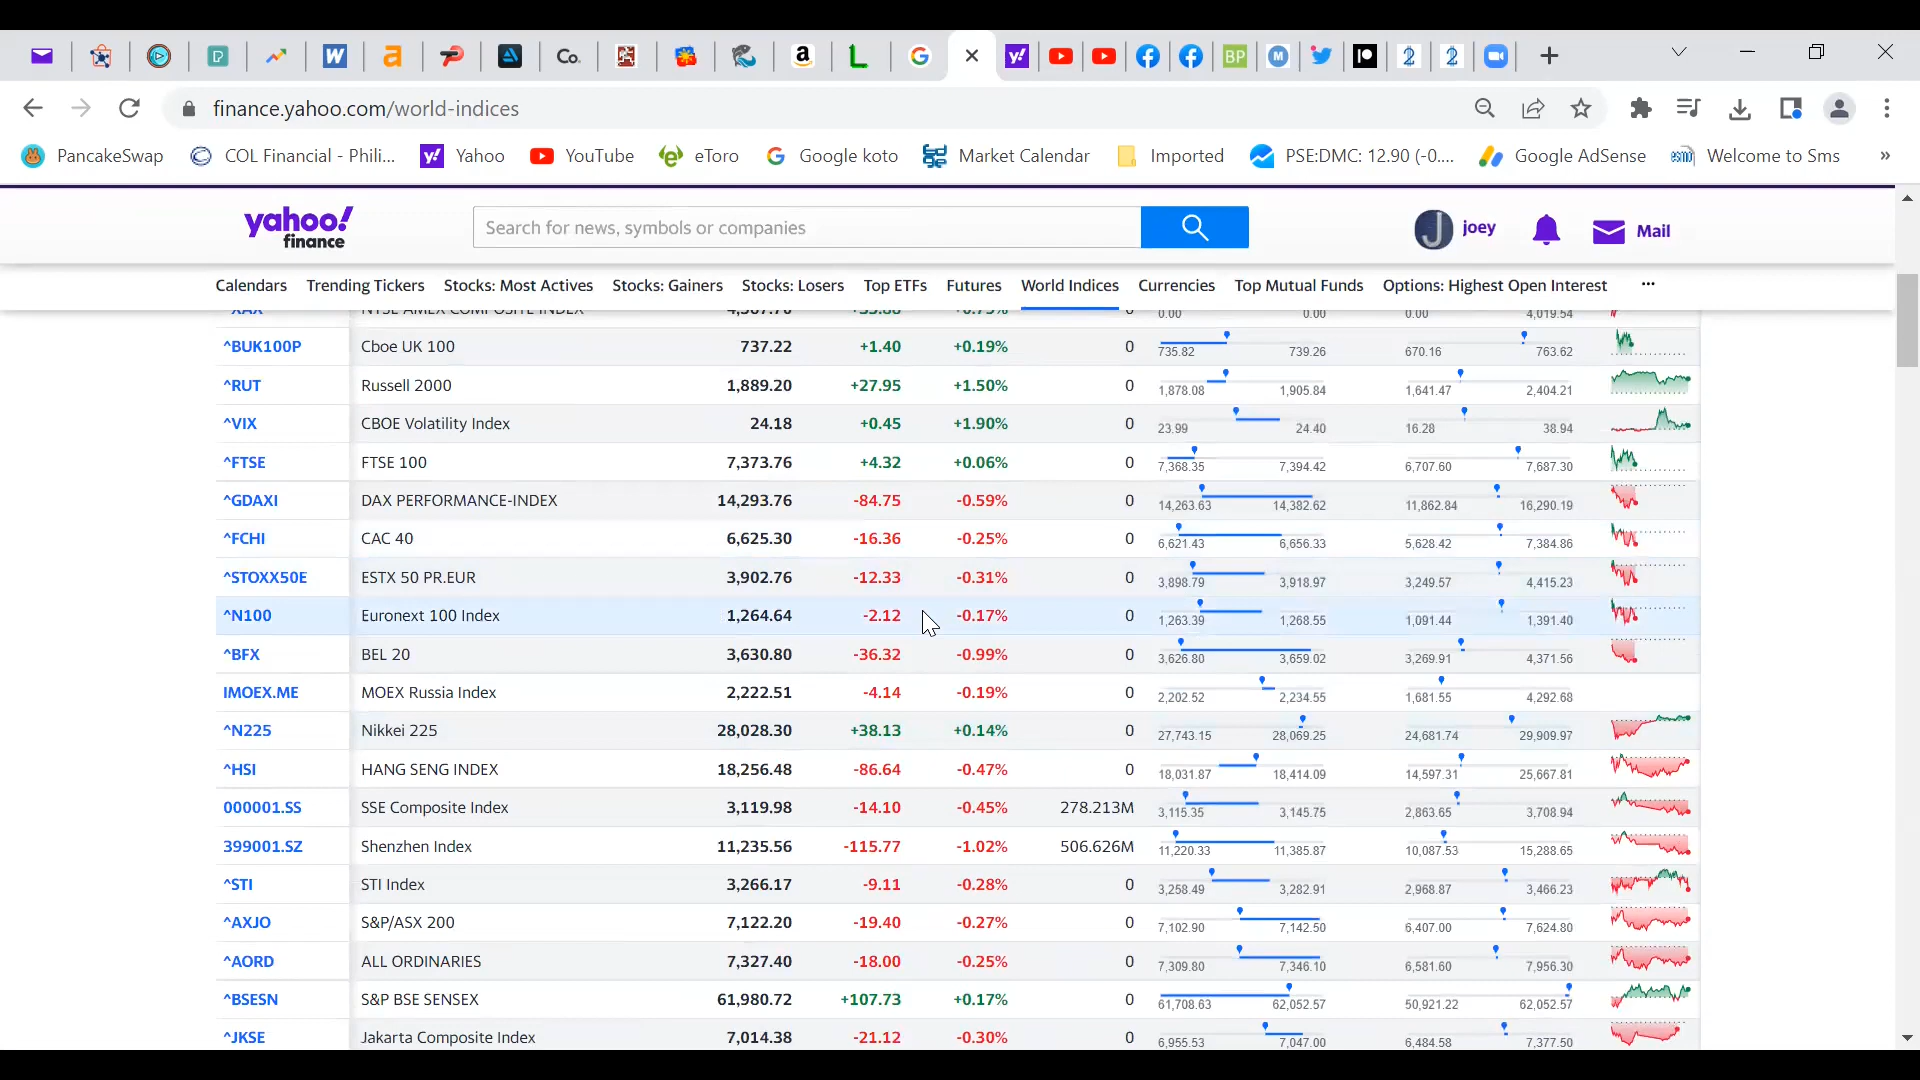 Co.
finance.yahoo.com/world-indices
PancakeSwap COL Financial - Phili... Yahoo YouTube eToro Google koto Market Calendar Imported PSE:DMC: 12.90 (-0.... Google AdSense Welcome to Sms »
yahoo! finance
Search for news, symbols or companies
joey Mail
Calendars Trending Tickers Stocks: Most Actives Stocks: Gainers Stocks: Losers Top ETFs Futures World Indices Currencies Top Mutual Funds Options: Highest Open Interest ...
0.00 0.00 0.00 4,019.54
^BUK100P Cboe UK 100 737.22 +1.40 +0.19% 0 735.82 739.26 670.16 763.62
^RUT Russell 2000 1,889.20 +27.95 +1.50% 0 1,878.08 1,905.84 1,641.47 2,404.21
^VIX CBOE Volatility Index 24.18 +0.45 +1.90% 0 23.99 24.40 16.28 38.94
^FTSE FTSE 100 7,373.76 +4.32 +0.06% 0 7,368.35 7,394.42 6,707.60 7,687.30
^GDAXI DAX PERFORMANCE-INDEX 14,293.76 -84.75 -0.59% 0 14,263.63 14,382.62 11,862.84 16,290.19
^FCHI CAC 40 6,625.30 -16.36 -0.25% 0 6,621.43 6,656.33 5,628.42 7,384.86
^STOXX50E ESTX 50 PR.EUR 3,902.76 -12.33 -0.31% 0 3,898.79 3,918.97 3,249.57 4,415.23
^N100 Euronext 100 Index 1,264.64 -2.12 -0.17% 0 1,263.39 1,268.55 1,091.44 1,391.40
^BFX BEL 20 3,630.80 -36.32 -0.99% 0 3,626.80 3,659.02 3,269.91 4,371.56
IMOEX.ME MOEX Russia Index 2,222.51 -4.14 -0.19% 0 2,202.52 2,234.55 1,681.55 4,292.68
^N225 Nikkei 225 28,028.30 +38.13 +0.14% 0 27,743.15 28,069.25 24,681.74 29,909.97
^HSI HANG SENG INDEX 18,256.48 -86.64 -0.47% 0 18,031.87 18,414.09 14,597.31 25,667.81
000001.SS SSE Composite Index 3,119.98 -14.10 -0.45% 278.213M 3,115.35 3,145.75 2,863.65 3,708.94
399001.SZ Shenzhen Index 11,235.56 -115.77 -1.02% 506.626M 11,220.33 11,385.87 10,087.53 15,288.65
^STI STI Index 3,266.17 -9.11 -0.28% 0 3,258.49 3,282.91 2,968.87 3,466.23
^AXJO S&P/ASX 200 7,122.20 -19.40 -0.27% 0 7,102.90 7,142.50 6,407.00 7,624.80
^AORD ALL ORDINARIES 7,327.40 -18.00 -0.25% 0 7,309.80 7,346.10 6,581.60 7,956.30
^BSESN S&P BSE SENSEX 61,980.72 +107.73 +0.17% 0 61,708.63 62,052.57 50,921.22 62,052.57
^JKSE Jakarta Composite Index 7,014.38 -21.12 -0.30% 0 6,955.53 7,047.00 6,484.58 7,377.50